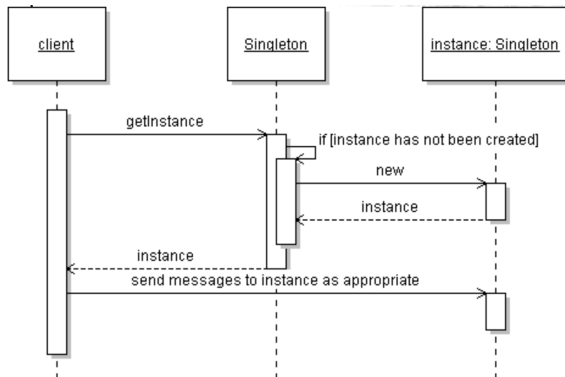 client
Singleton
instance: Singleton
getInstance
if [instance has not been created]
new
instance
instance
send messages to instance as appropriate